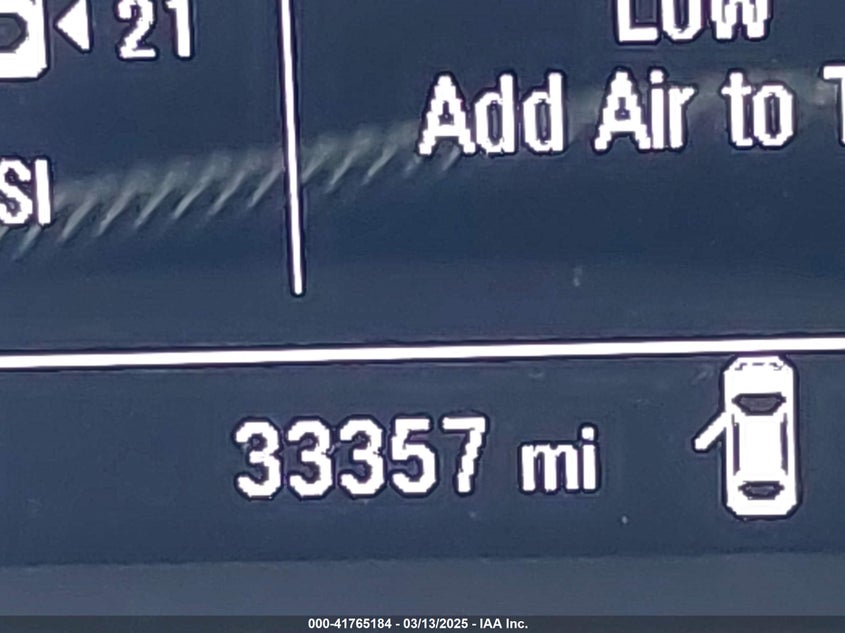 21
Low
Add Air to T
SI
33357 mi
000-41765184 - 03/13/2025 - IAA Inc.